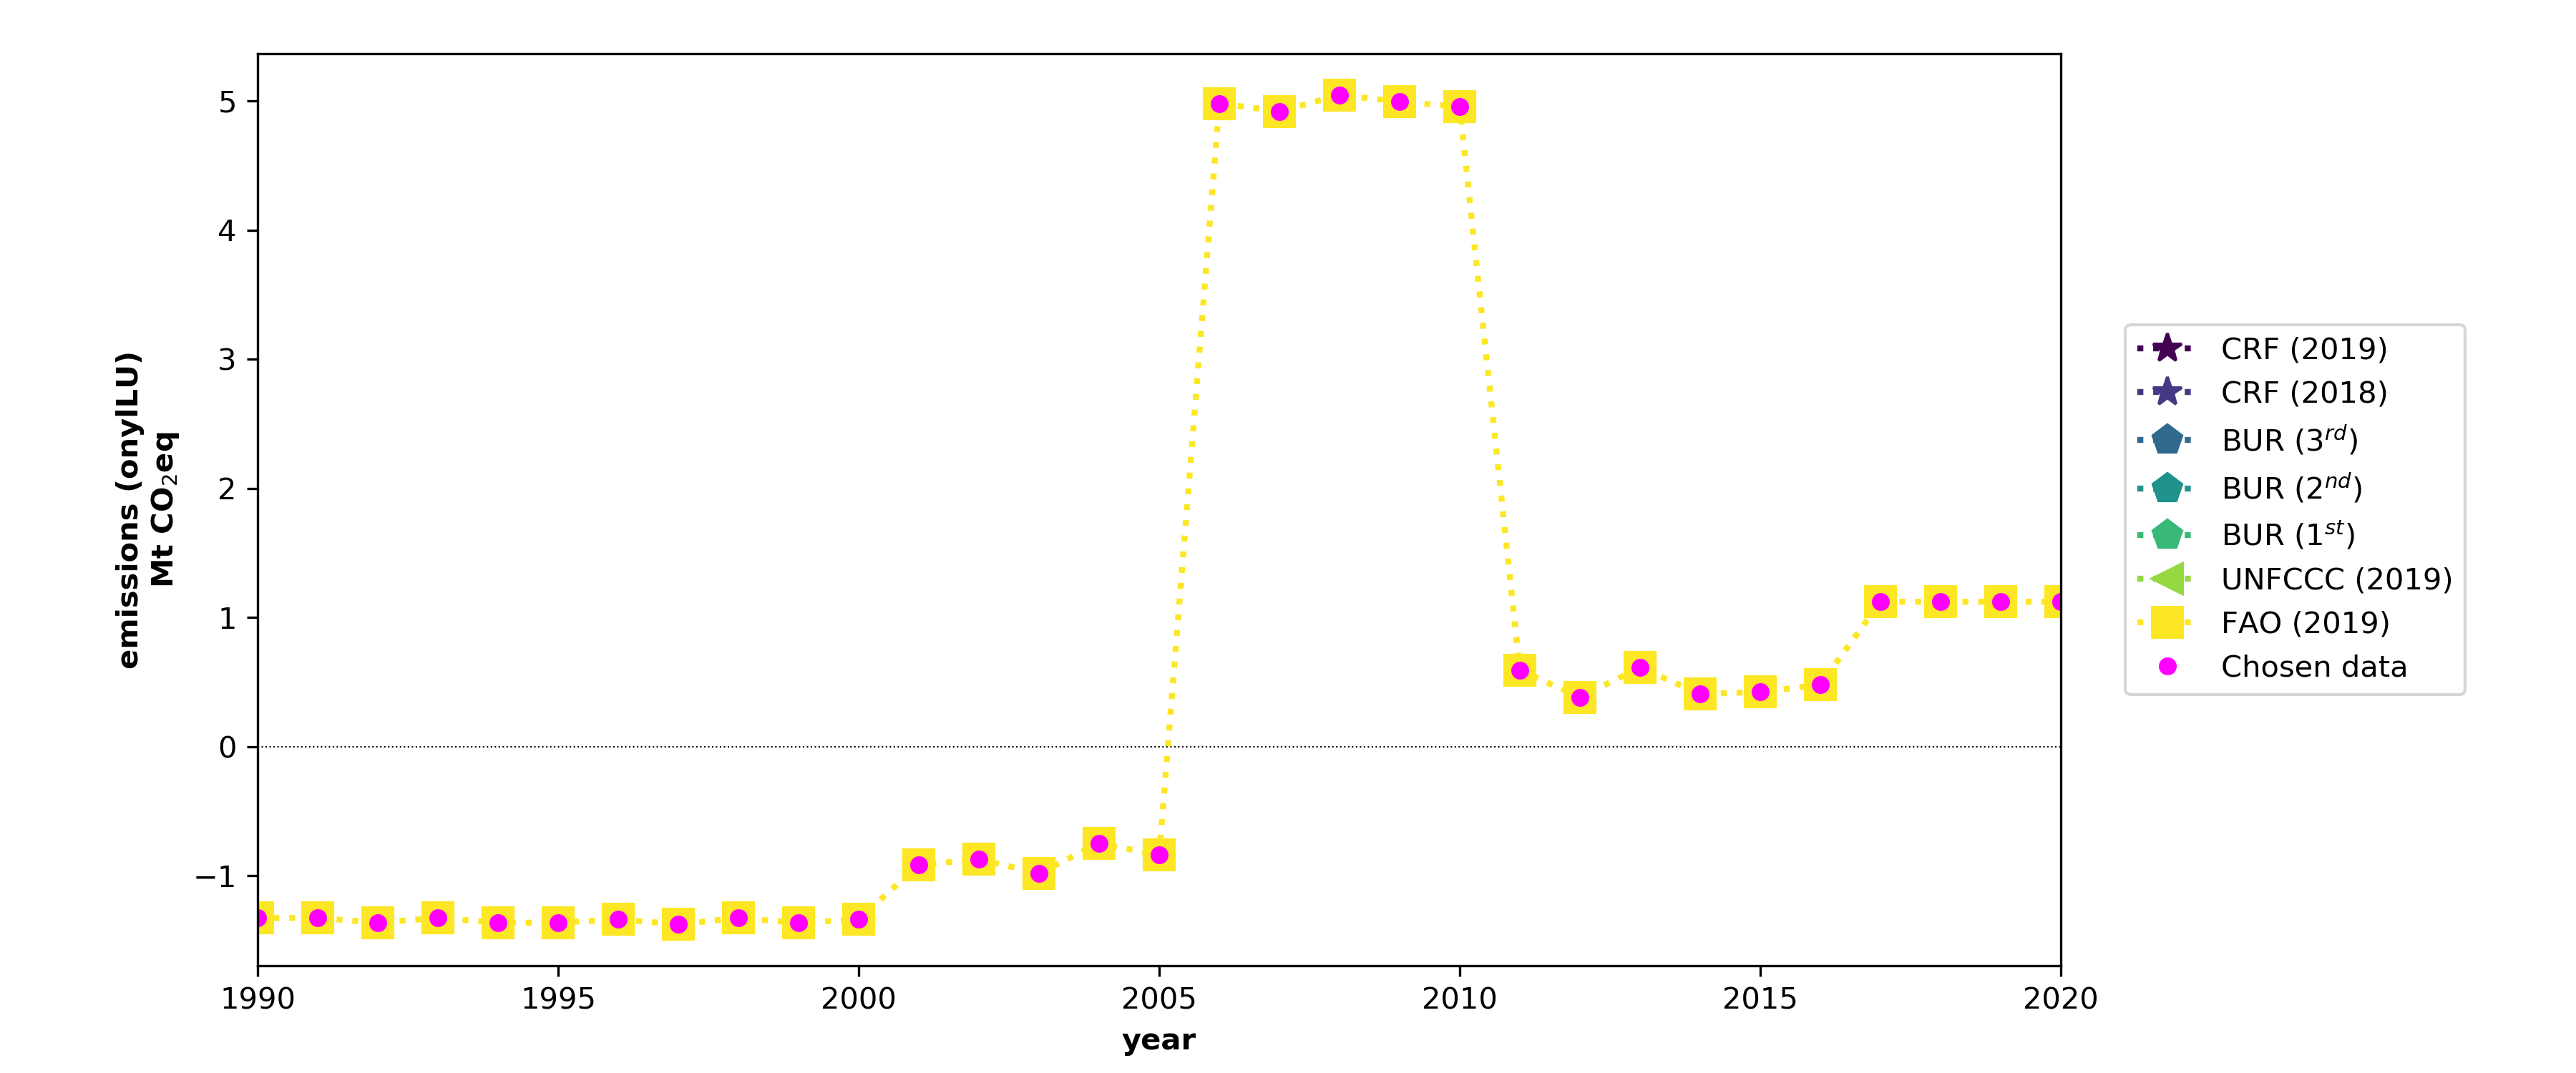 emissions (onylLU)
Mt CO₂eq
5
4
3
2
1
0
−1
1990 1995 2000 2005 2010 2015 2020
year
CRF (2019)
CRF (2018)
BUR (3ʳᵈ)
BUR (2ⁿᵈ)
BUR (1ˢᵗ)
UNFCCC (2019)
FAO (2019)
Chosen data